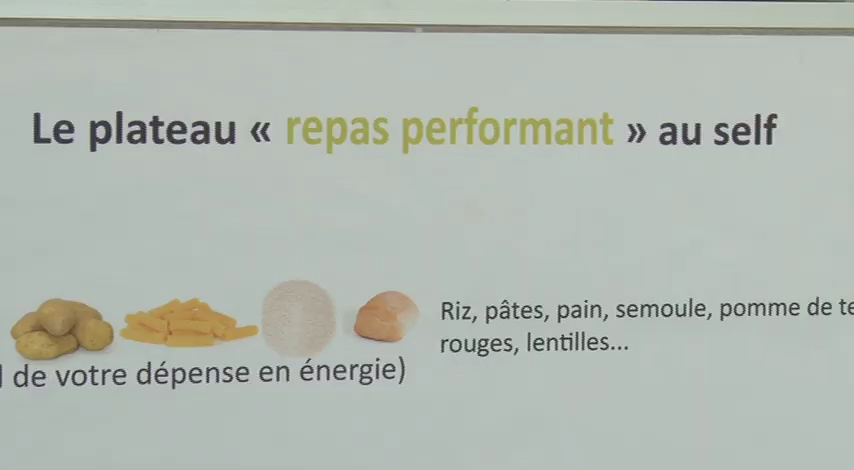 Le plateau « repas performant » au self
Riz, pâtes, pain, semoule, pomme de
rouges, lentilles...
de votre dépense en énergie)